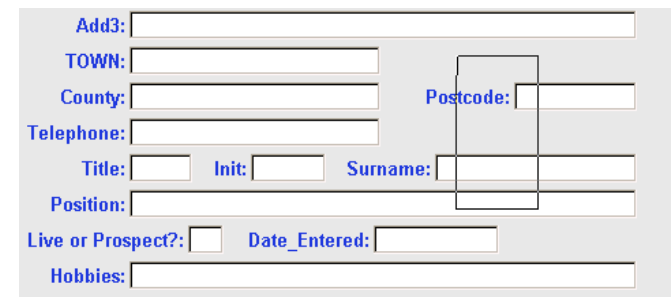 Add3:
TOWN:
County: Postcode:
Telephone:
Title: Init: Surname:
Position:
Live or Prospect?: Date_Entered:
Hobbies: